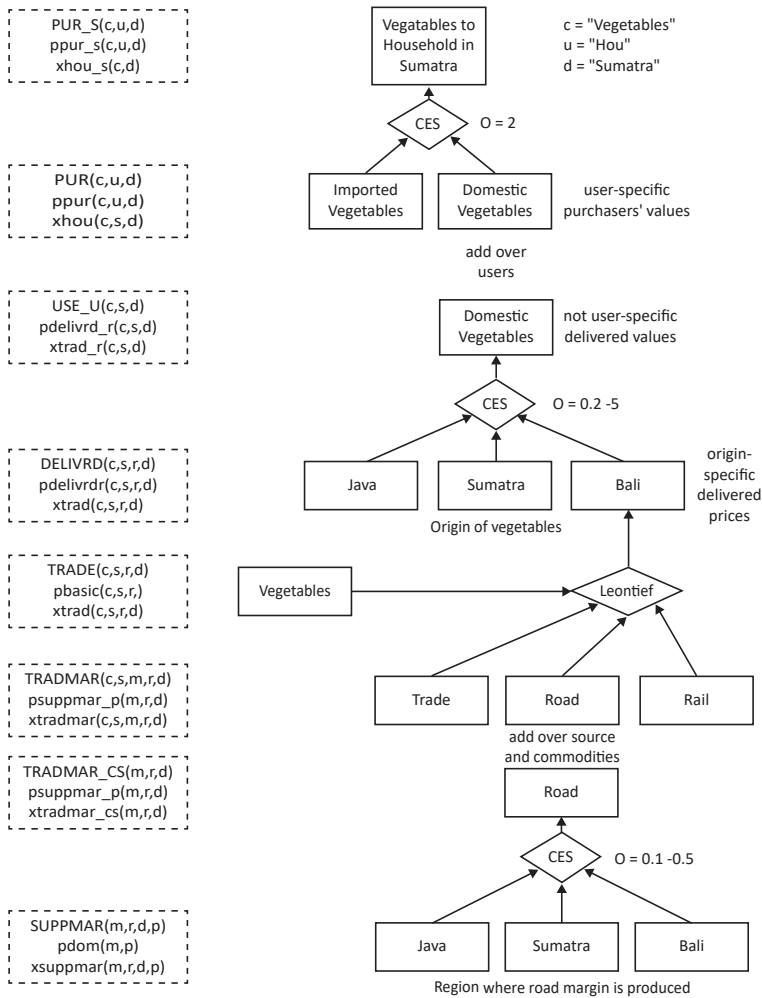 PUR_S(c,u,d)
ppur_s(c,u,d)
xhou_s(c,d)
Vegatables to
Household in
Sumatra
c = "Vegetables"
u = "Hou"
d = "Sumatra"
CES
O = 2
PUR(c,u,d)
ppur(c,u,d)
xhou(c,s,d)
Imported
Vegetables
Domestic
Vegetables
user-specific
purchasers' values
add over
users
USE_U(c,s,d)
pdelivrd_r(c,s,d)
xtrad_r(c,s,d)
Domestic
Vegetables
not user-specific
delivered values
CES
O = 0.2 -5
DELIVRD(c,s,r,d)
pdelivrdr(c,s,r,d)
xtrad(c,s,r,d)
Java
Sumatra
Bali
origin-
specific
delivered
prices
Origin of vegetables
TRADE(c,s,r,d)
pbasic(c,s,r,)
xtrad(c,s,r,d)
Vegetables
Leontief
TRADMAR(c,s,m,r,d)
psuppmar_p(m,r,d)
xtradmar(c,s,m,r,d)
Trade
Road
Rail
add over source
and commodities
TRADMAR_CS(m,r,d)
psuppmar_p(m,r,d)
xtradmar_cs(m,r,d)
Road
CES
O = 0.1 -0.5
SUPPMAR(m,r,d,p)
pdom(m,p)
xsuppmar(m,r,d,p)
Java
Sumatra
Bali
Region where road margin is produced